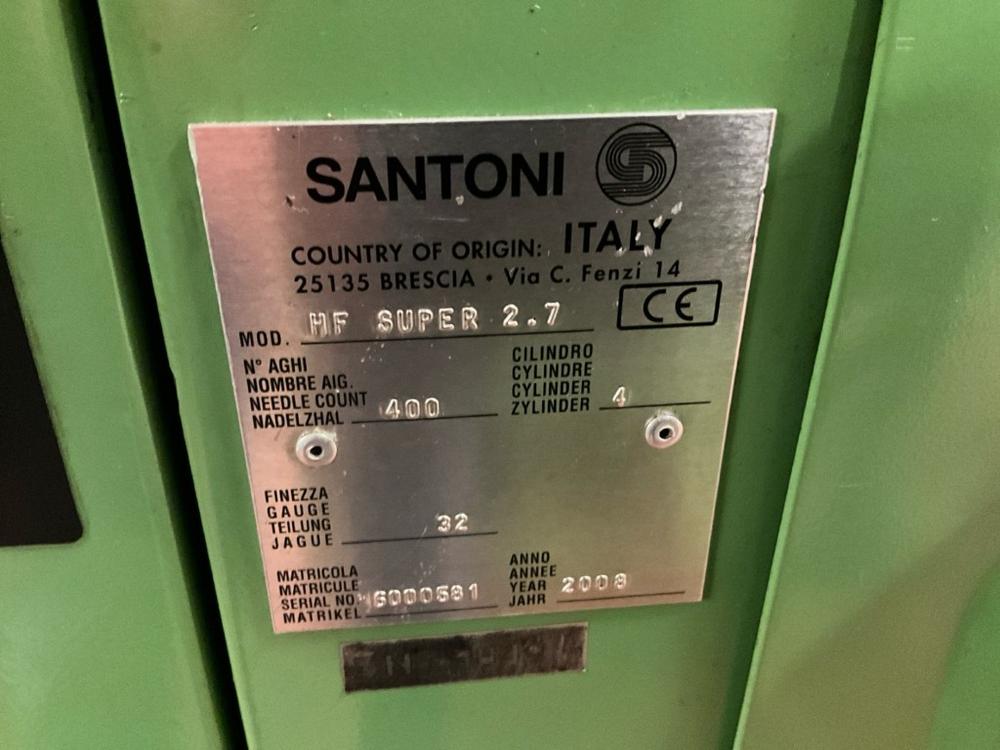 SANTONI
COUNTRY OF ORIGIN: ITALY
25135 BRESCIA • Via C. Fenzi 14
CE
MOD. HF SUPER 2.7
N° AGHI
NOMBRE AIG.
NEEDLE COUNT
NADELZHAL 400
CILINDRO
CYLINDRE
CYLINDER
ZYLINDER 4
FINEZZA
GAUGE
TEILUNG
JAGUE 32
MATRICOLA
MATRICULE
SERIAL NO.
MATRIKEL 6000581
ANNO
ANNEE
YEAR
JAHR 2008